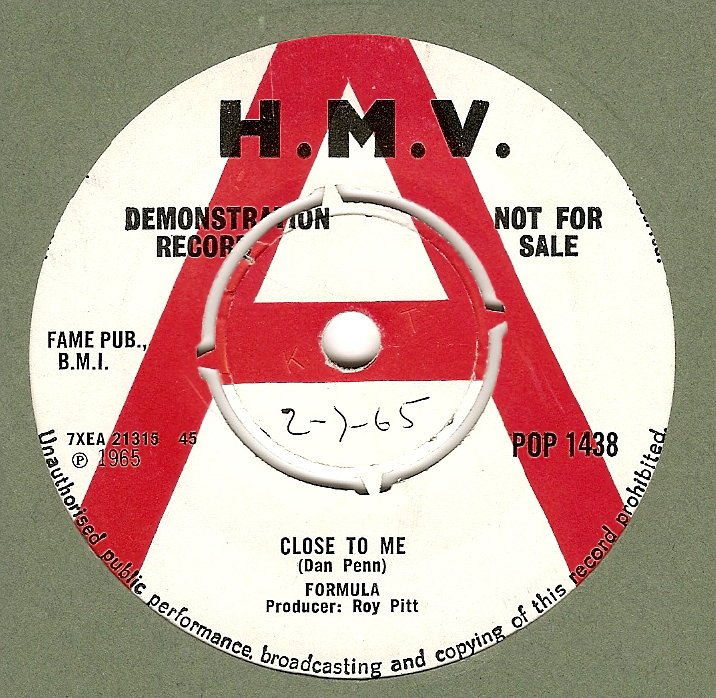 H.M.V.
DEMONSTRATION
RECORD
NOT FOR
SALE
FAME PUB.,
B.M.I.
K T
2-7-65
7XEA 21315 45
℗ 1965
POP 1438
CLOSE TO ME
(Dan Penn)
FORMULA
Producer: Roy Pitt
Unauthorised public performance, broadcasting and copying of this record prohibited.